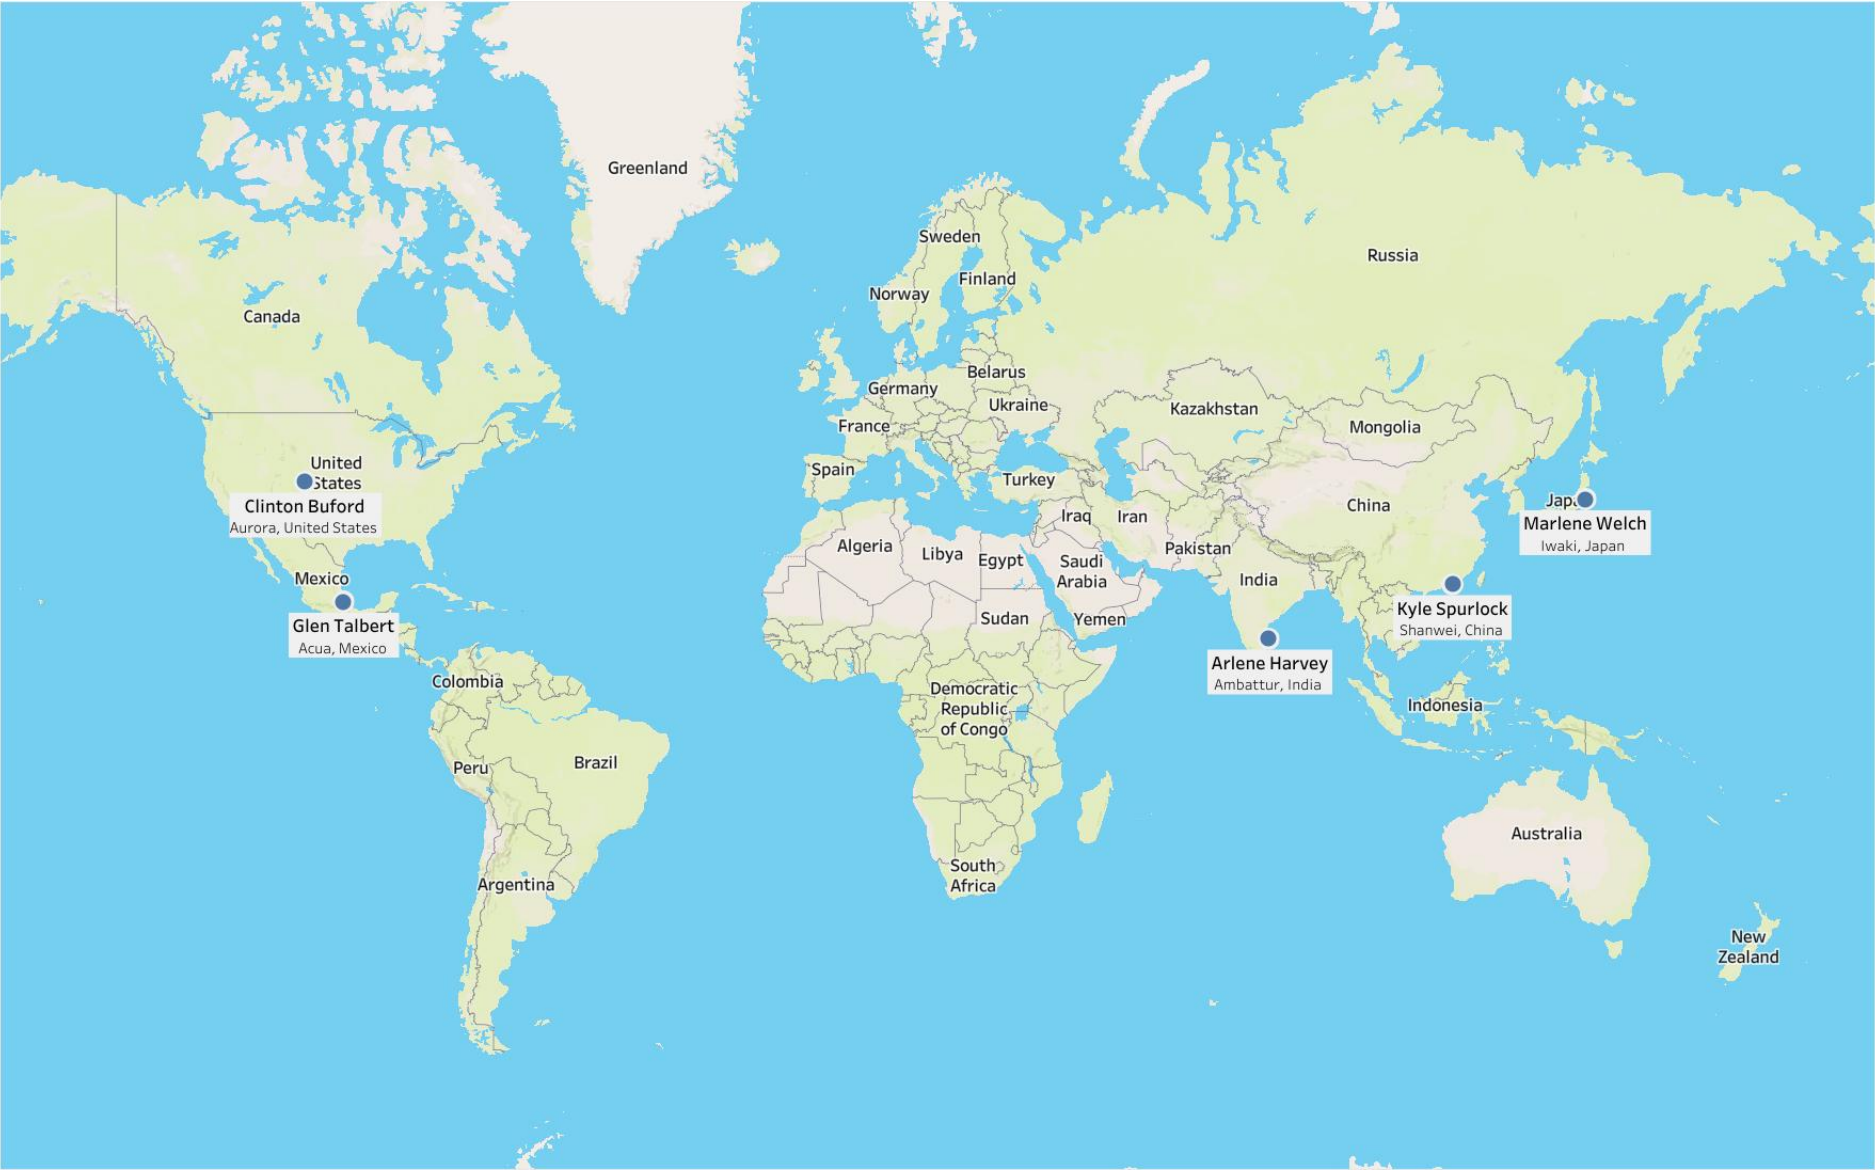 Greenland
Sweden
Finland
Russia
Norway
Canada
Belarus
Germany
Ukraine
Kazakhstan
France
Mongolia
United
States
Spain
Turkey
Clinton Buford
Aurora, United States
China
Iraq
Iran
Marlene Welch
Iwaki, Japan
Algeria
Libya
Egypt
Pakistan
Saudi
Arabia
Mexico
India
Sudan
Yemen
Kyle Spurlock
Shanwei, China
Glen Talbert
Acua, Mexico
Arlene Harvey
Ambattur, India
Colombia
Democratic
Republic
of Congo
Indonesia
Peru
Brazil
Australia
South
Africa
Argentina
New
Zealand